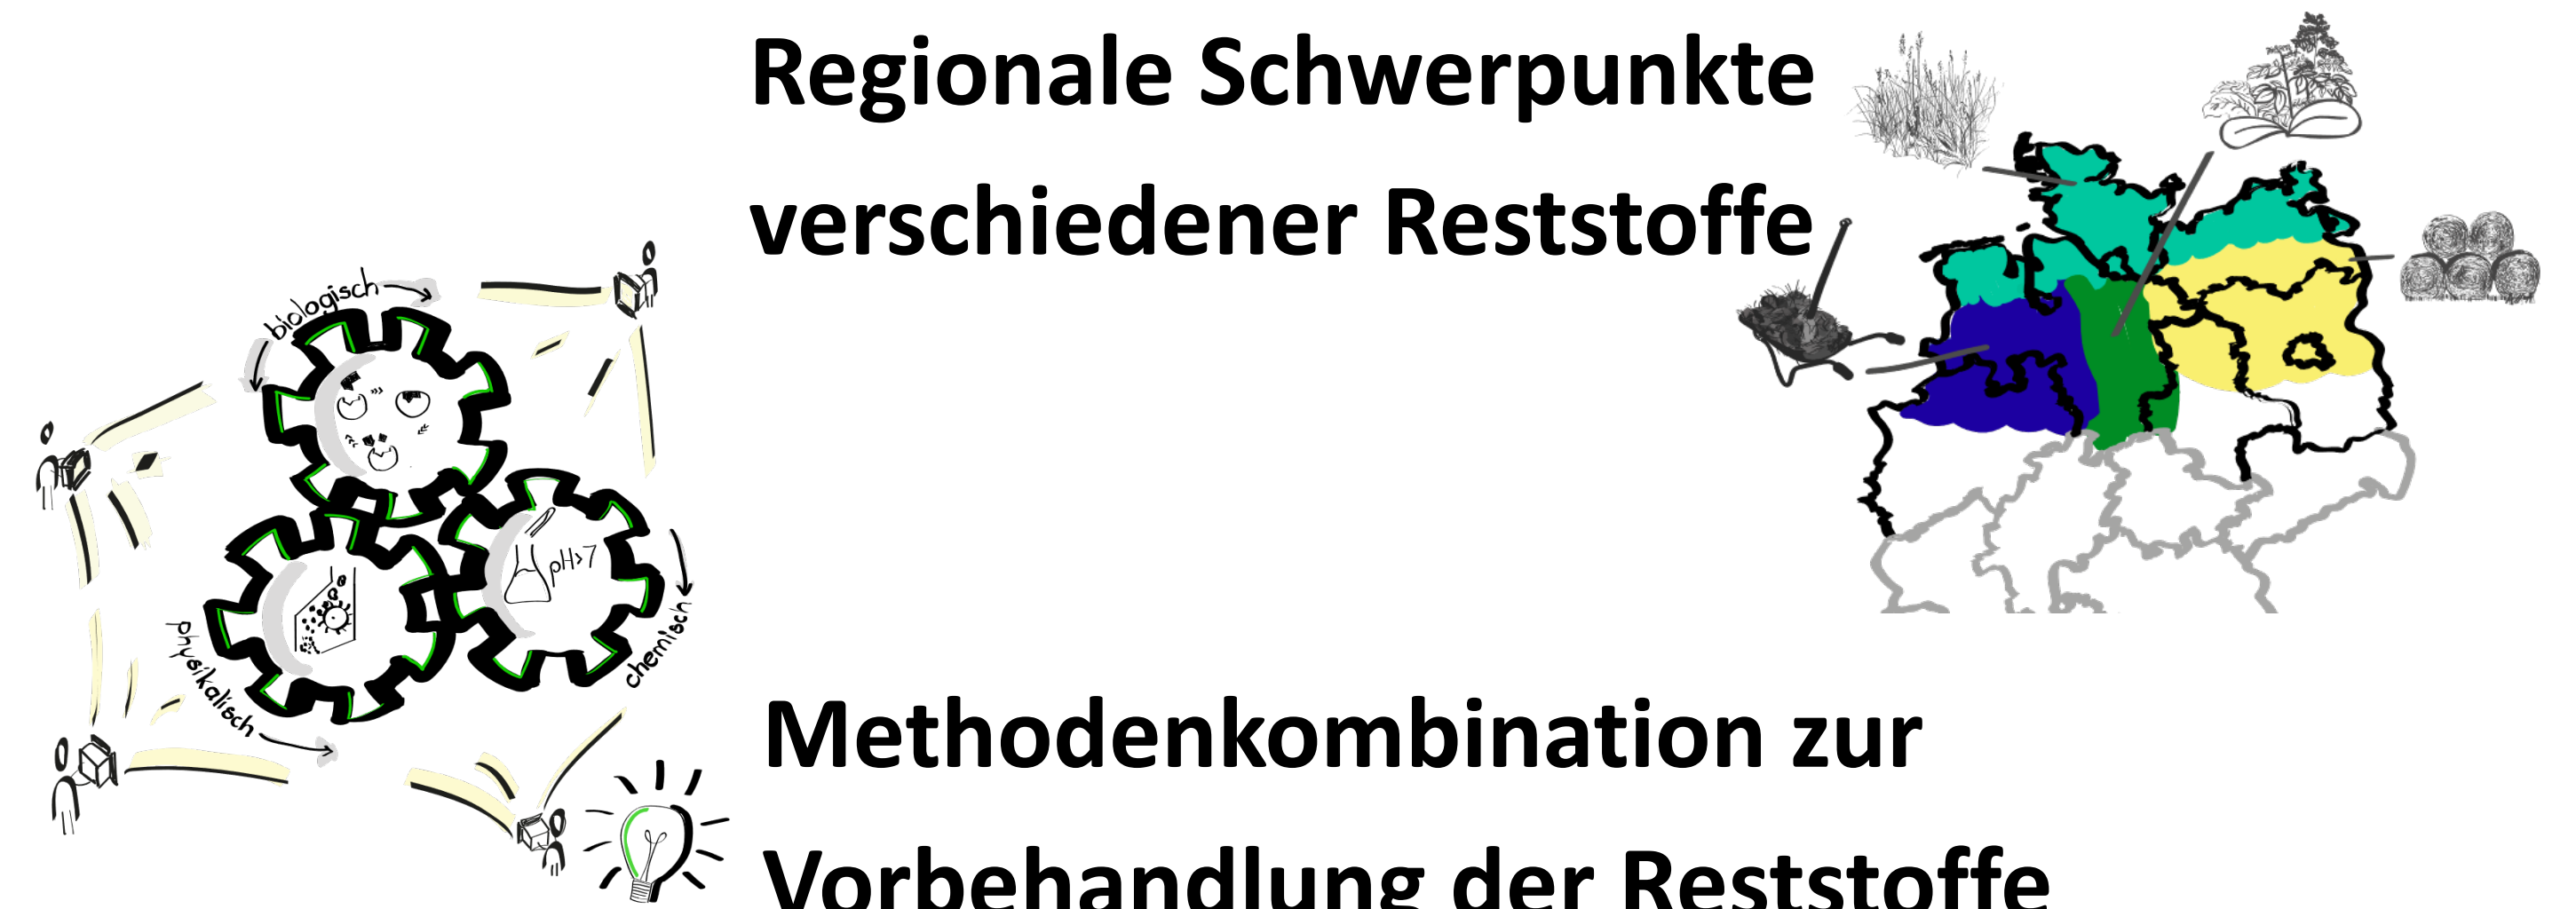 Regionale Schwerpunkte
verschiedener Reststoffe
biologisch
pH>7
chemisch
physikalisch
Methodenkombination zur
Vorbehandlung der Reststoffe